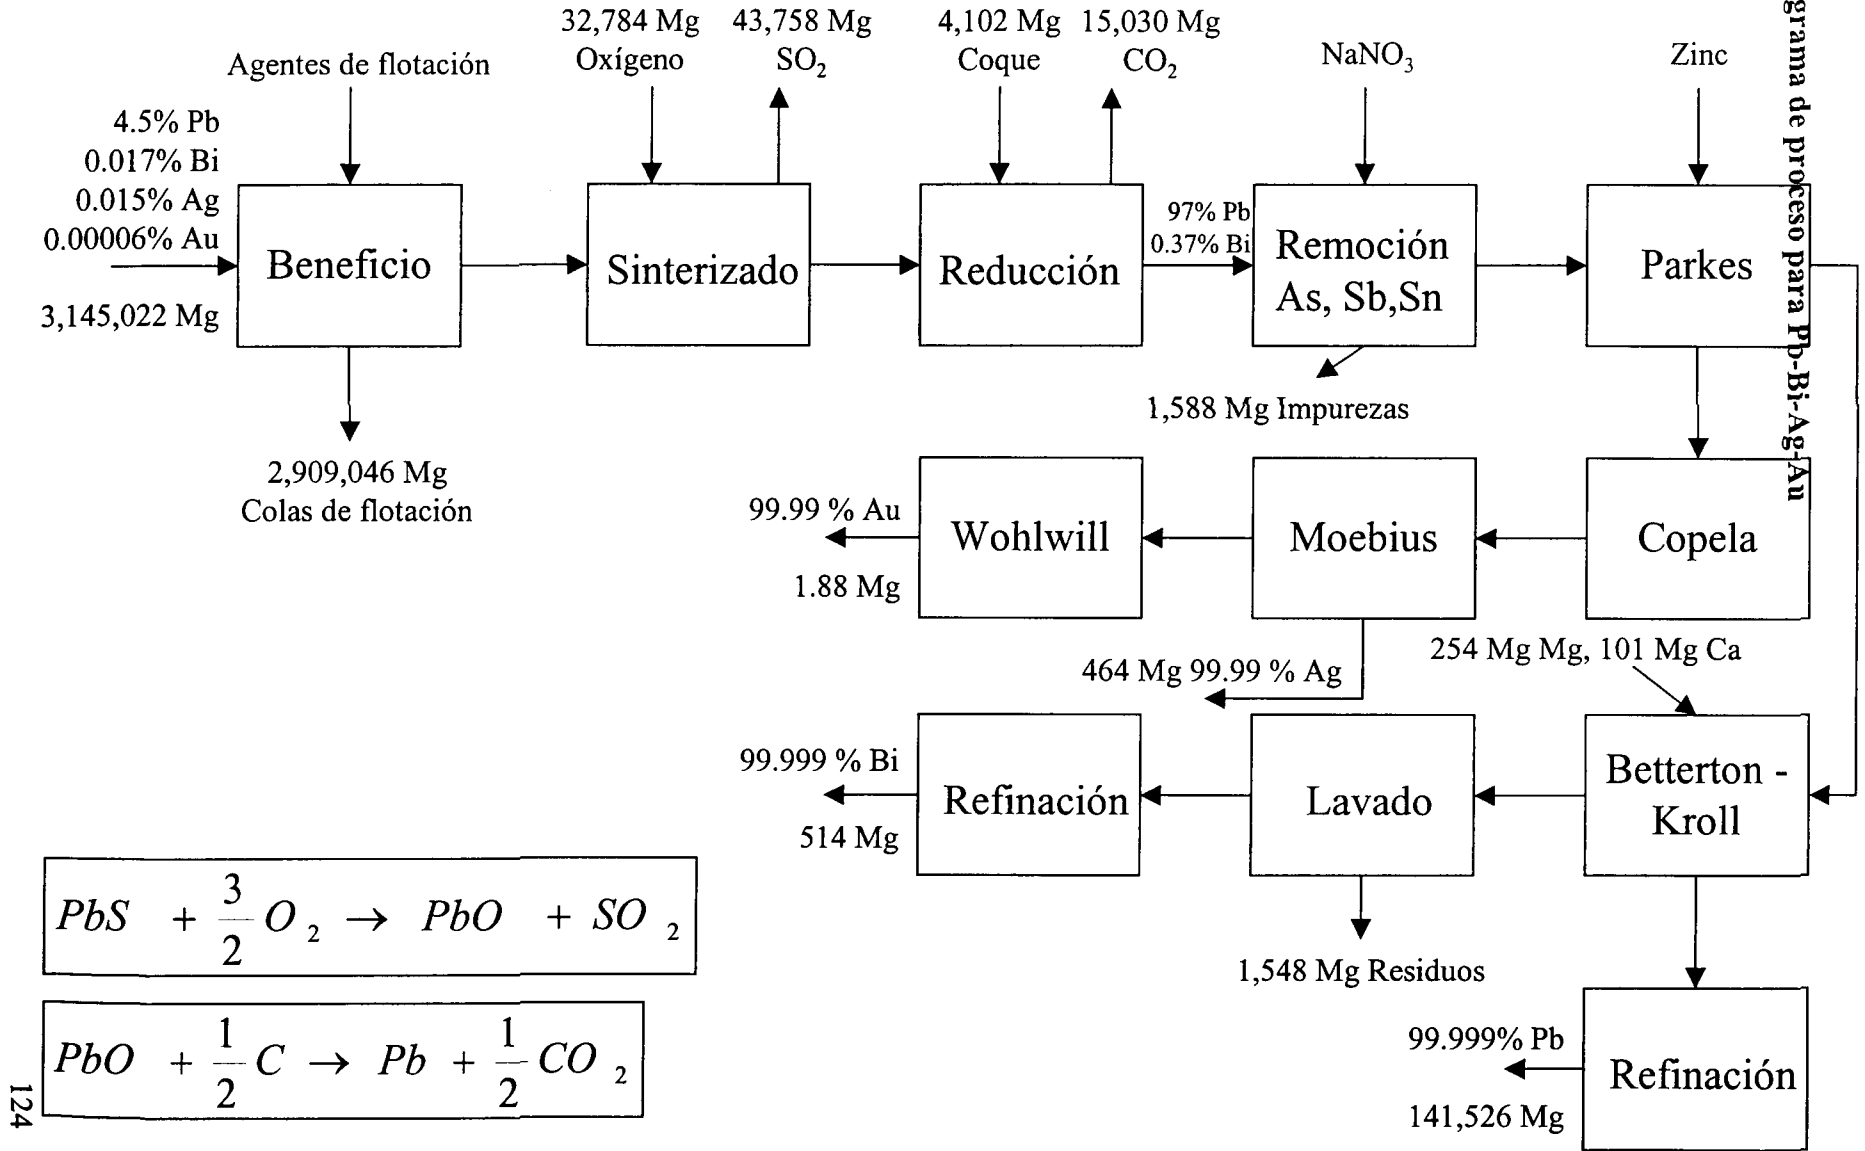 32,784 Mg
Oxígeno
43,758 Mg
SO2
4,102 Mg
Coque
15,030 Mg
CO2
Agentes de flotación
NaNO3
Zinc
4.5% Pb
0.017% Bi
0.015% Ag
0.00006% Au
3,145,022 Mg
Beneficio
Sinterizado
Reducción
97% Pb
0.37% Bi
Remoción
As, Sb,Sn
Parkes
grama de proceso para Pb-Bi-Ag-Au
1,588 Mg Impurezas
2,909,046 Mg
Colas de flotación
99.99 % Au
1.88 Mg
Wohlwill
Moebius
Copela
464 Mg 99.99 % Ag
254 Mg Mg, 101 Mg Ca
99.999 % Bi
514 Mg
Refinación
Lavado
Betterton -
Kroll
1,548 Mg Residuos
99.999% Pb
141,526 Mg
Refinación
PbS + 3/2 O2 → PbO + SO2
PbO + 1/2 C → Pb + 1/2 CO2
124